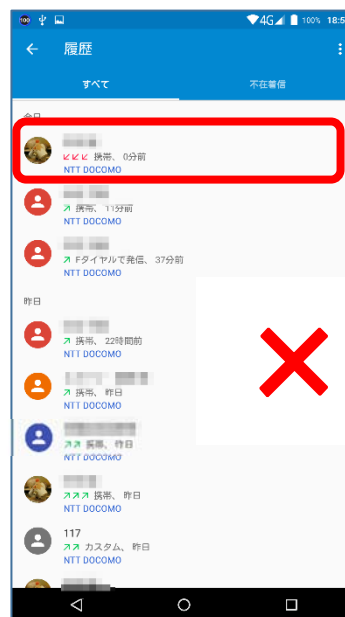 100 4G 100% 18:5
履歴
すべて 不在着信
今日
携帯、 0分前
NTT DOCOMO
携帯、 11分前
NTT DOCOMO
Fダイヤルで発信、 37分前
NTT DOCOMO
昨日
携帯、 22時間前
NTT DOCOMO
携帯、 昨日
NTT DOCOMO
携帯、 昨日
NTT DOCOMO
携帯、 昨日
NTT DOCOMO
117
カスタム、 昨日
NTT DOCOMO